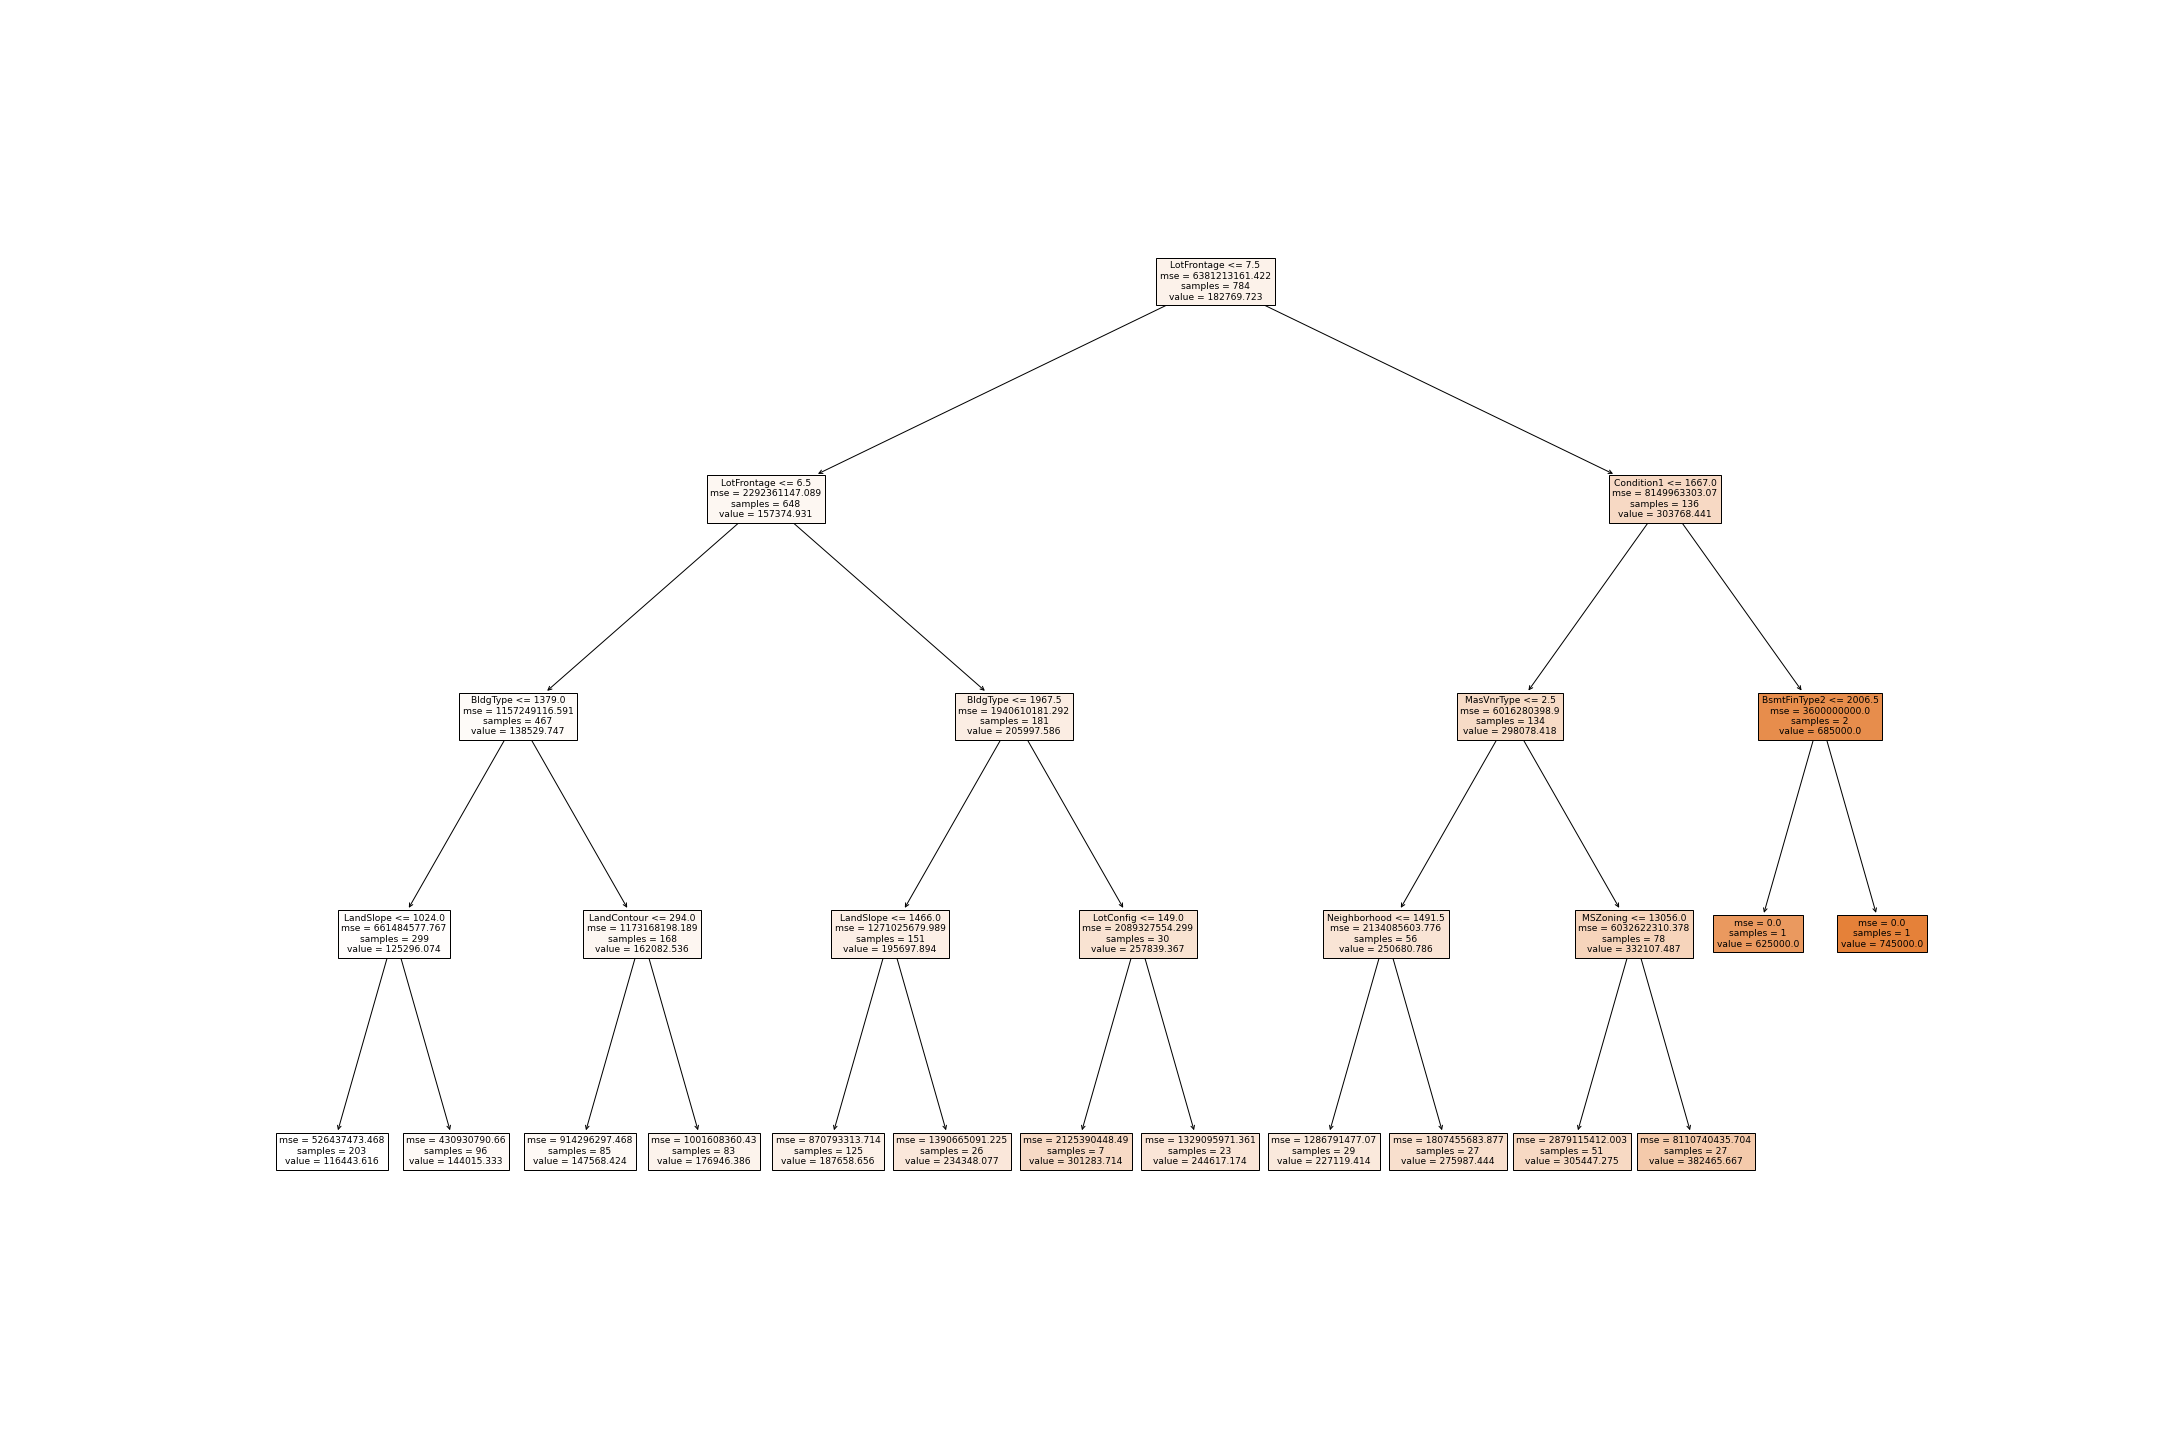 LotFrontage <= 7.5
mse = 6381213161.422
samples = 784
value = 182769.723
LotFrontage <= 6.5
mse = 2292361147.089
samples = 648
value = 157374.931
Condition1 <= 1667.0
mse = 8149963303.07
samples = 136
value = 303768.441
BldgType <= 1379.0
mse = 1157249116.591
samples = 467
value = 138529.747
BldgType <= 1967.5
mse = 1940610181.292
samples = 181
value = 205997.586
MasVnrType <= 2.5
mse = 6016280398.9
samples = 134
value = 298078.418
BsmtFinType2 <= 2006.5
mse = 3600000000.0
samples = 2
value = 685000.0
LandSlope <= 1024.0
mse = 661484577.767
samples = 299
value = 125296.074
LandContour <= 294.0
mse = 1173168198.189
samples = 168
value = 162082.536
LandSlope <= 1466.0
mse = 1271025679.989
samples = 151
value = 195697.894
LotConfig <= 149.0
mse = 2089327554.299
samples = 30
value = 257839.367
Neighborhood <= 1491.5
mse = 2134085603.776
samples = 56
value = 250680.786
MSZoning <= 13056.0
mse = 6032622310.378
samples = 78
value = 332107.487
mse = 0.0
samples = 1
value = 625000.0
mse = 0.0
samples = 1
value = 745000.0
mse = 526437473.468
samples = 203
value = 116443.616
mse = 430930790.66
samples = 96
value = 144015.333
mse = 914296297.468
samples = 85
value = 147568.424
mse = 1001608360.43
samples = 83
value = 176946.386
mse = 870793313.714
samples = 125
value = 187658.656
mse = 1390665091.225
samples = 26
value = 234348.077
mse = 2125390448.49
samples = 7
value = 301283.714
mse = 1329095971.361
samples = 23
value = 244617.174
mse = 1286791477.07
samples = 29
value = 227119.414
mse = 1807455683.877
samples = 27
value = 275987.444
mse = 2879115412.003
samples = 51
value = 305447.275
mse = 8110740435.704
samples = 27
value = 382465.667